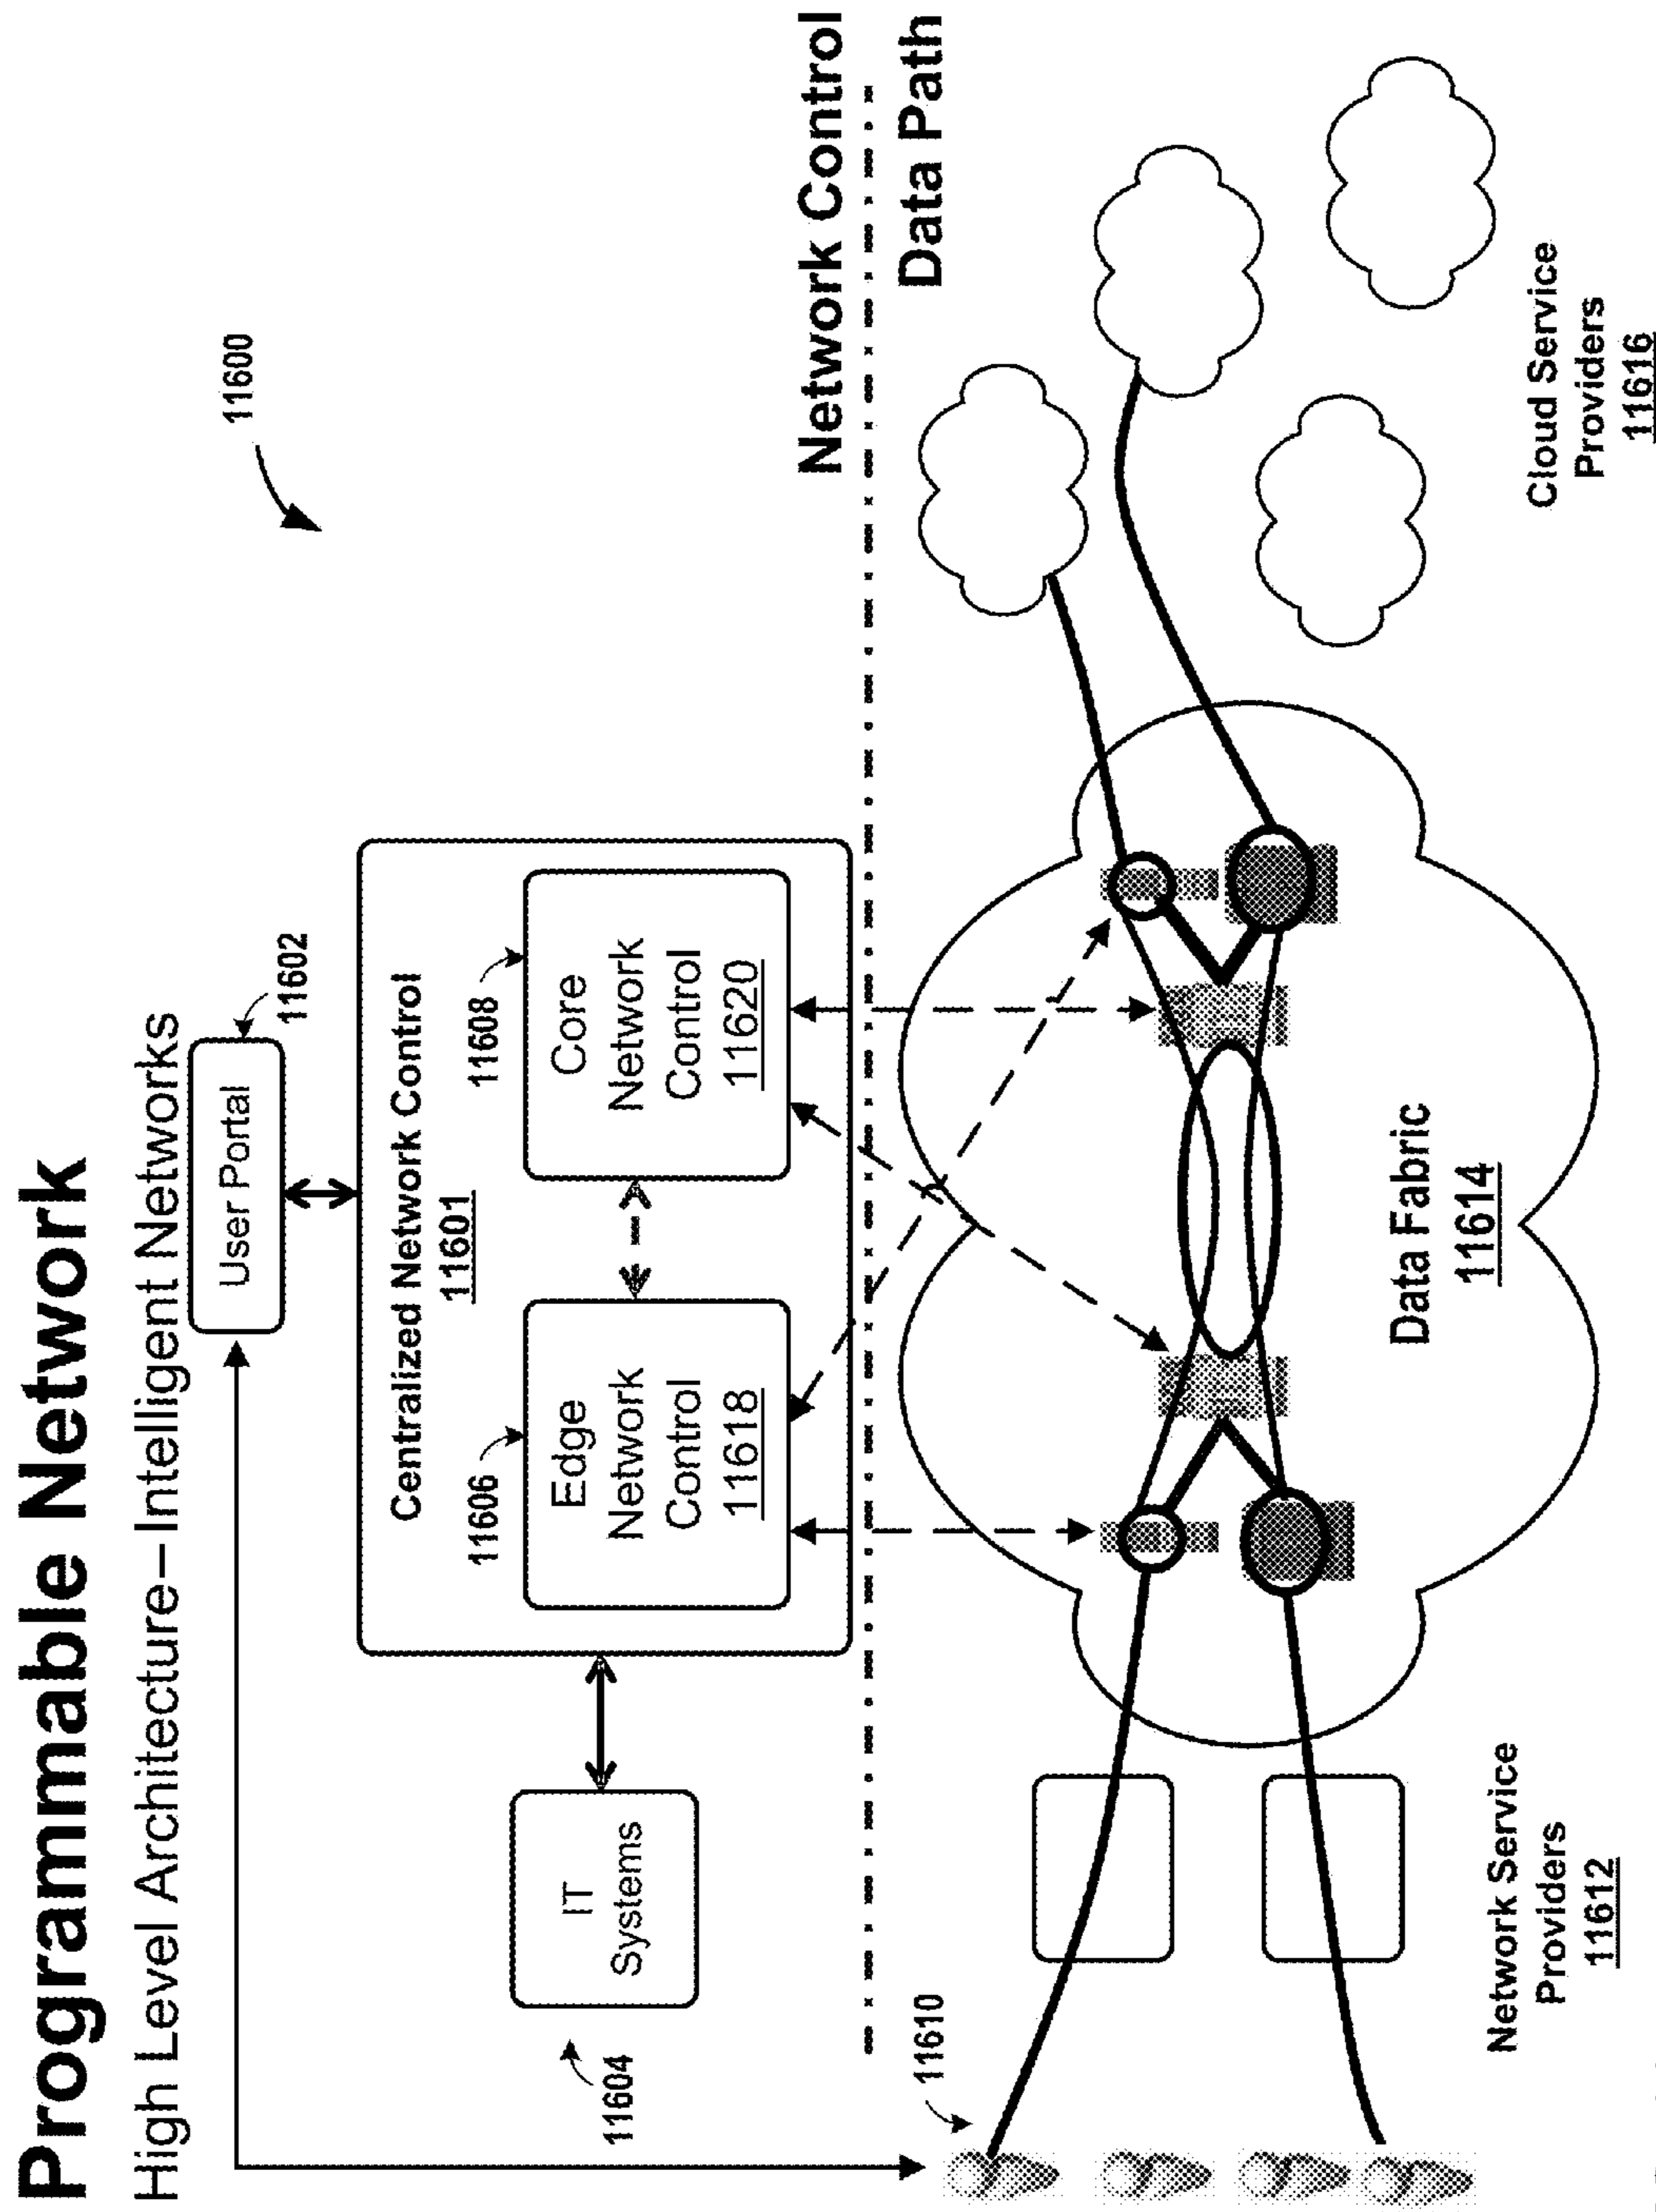 Programmable Network
High Level Architecture–Intelligent Networks
11600
User Portal
11602
Centralized Network Control
11601
11606
Edge
Network
Control
11618
11608
Core
Network
Control
11620
IT
Systems
11604
Network Control
Data Path
11610
Network Service
Providers
11612
Data Fabric
11614
Cloud Service
Providers
11616